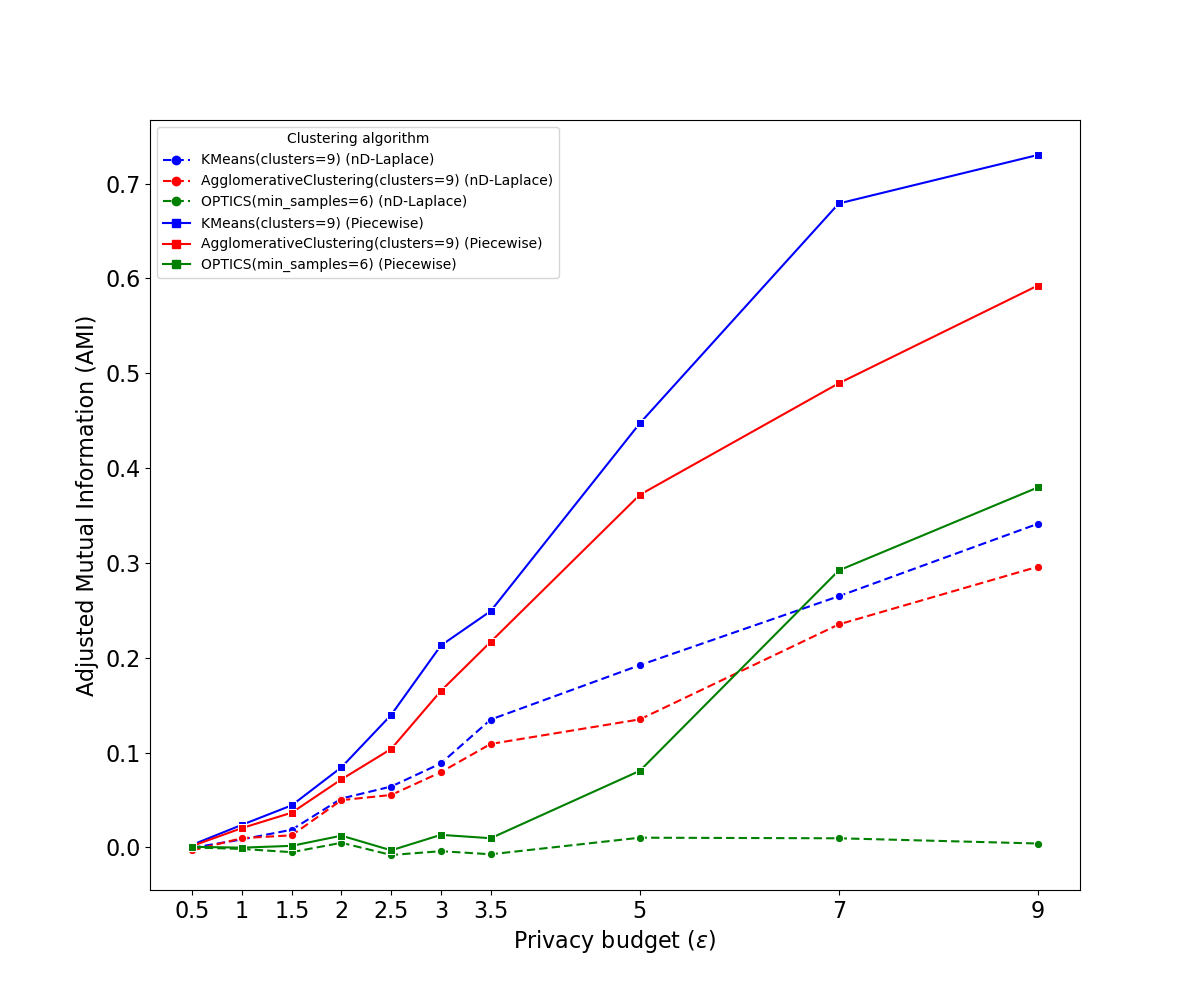 Clustering algorithm
KMeans(clusters=9) (nD-Laplace)
AgglomerativeClustering(clusters=9) (nD-Laplace)
OPTICS(min_samples=6) (nD-Laplace)
KMeans(clusters=9) (Piecewise)
AgglomerativeClustering(clusters=9) (Piecewise)
OPTICS(min_samples=6) (Piecewise)
Adjusted Mutual Information (AMI)
0.7
0.6
0.5
0.4
0.3
0.2
0.1
0.0
0.5 1 1.5 2 2.5 3 3.5 5 7 9
Privacy budget (ε)